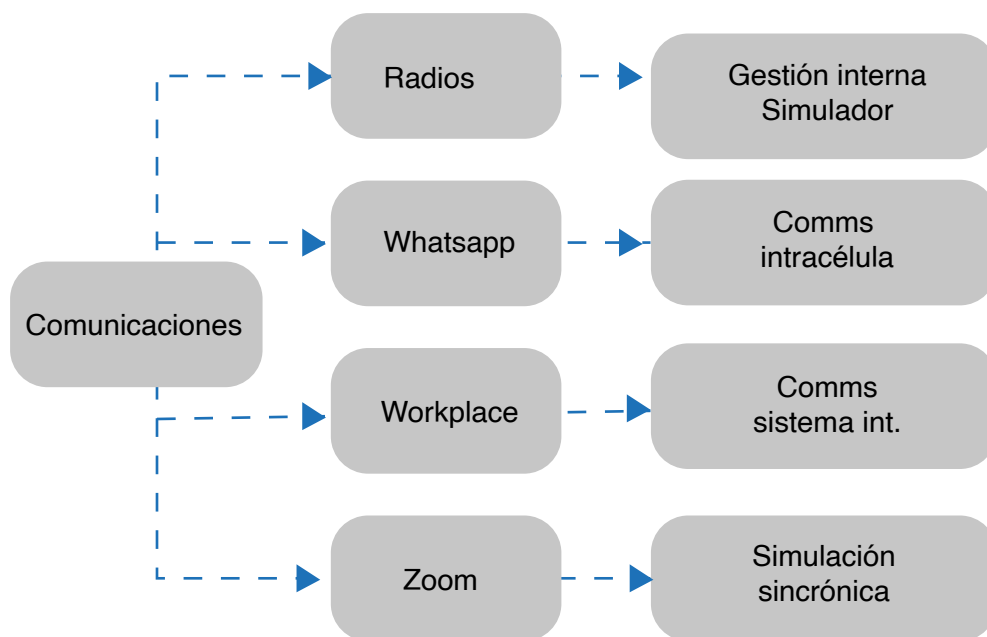 Radios
Gestión interna
Simulador
Whatsapp
Comms
intracélula
Comunicaciones
Workplace
Comms
sistema int.
Zoom
Simulación
sincrónica